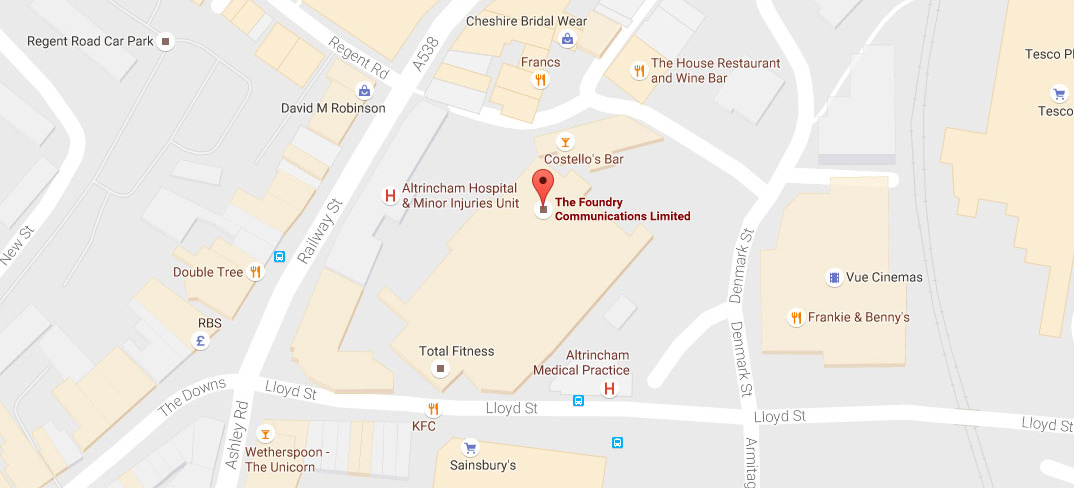 Cheshire Bridal Wear
Regent Road Car Park
Regent Rd
A538
Francs
The House Restaurant
and Wine Bar
Tesco
David M Robinson
Tesco
Costello's Bar
Altrincham Hospital
& Minor Injuries Unit
The Foundry
Communications Limited
New St
Railway St
Double Tree
Denmark St
Vue Cinemas
RBS
£
Frankie & Benny's
Total Fitness
Altrincham
Medical Practice
Denmark St
The Downs
Lloyd St
Lloyd St
Lloyd St
Lloyd St
KFC
Ashley Rd
Wetherspoon -
The Unicorn
Sainsbury's
Armitag
H
H